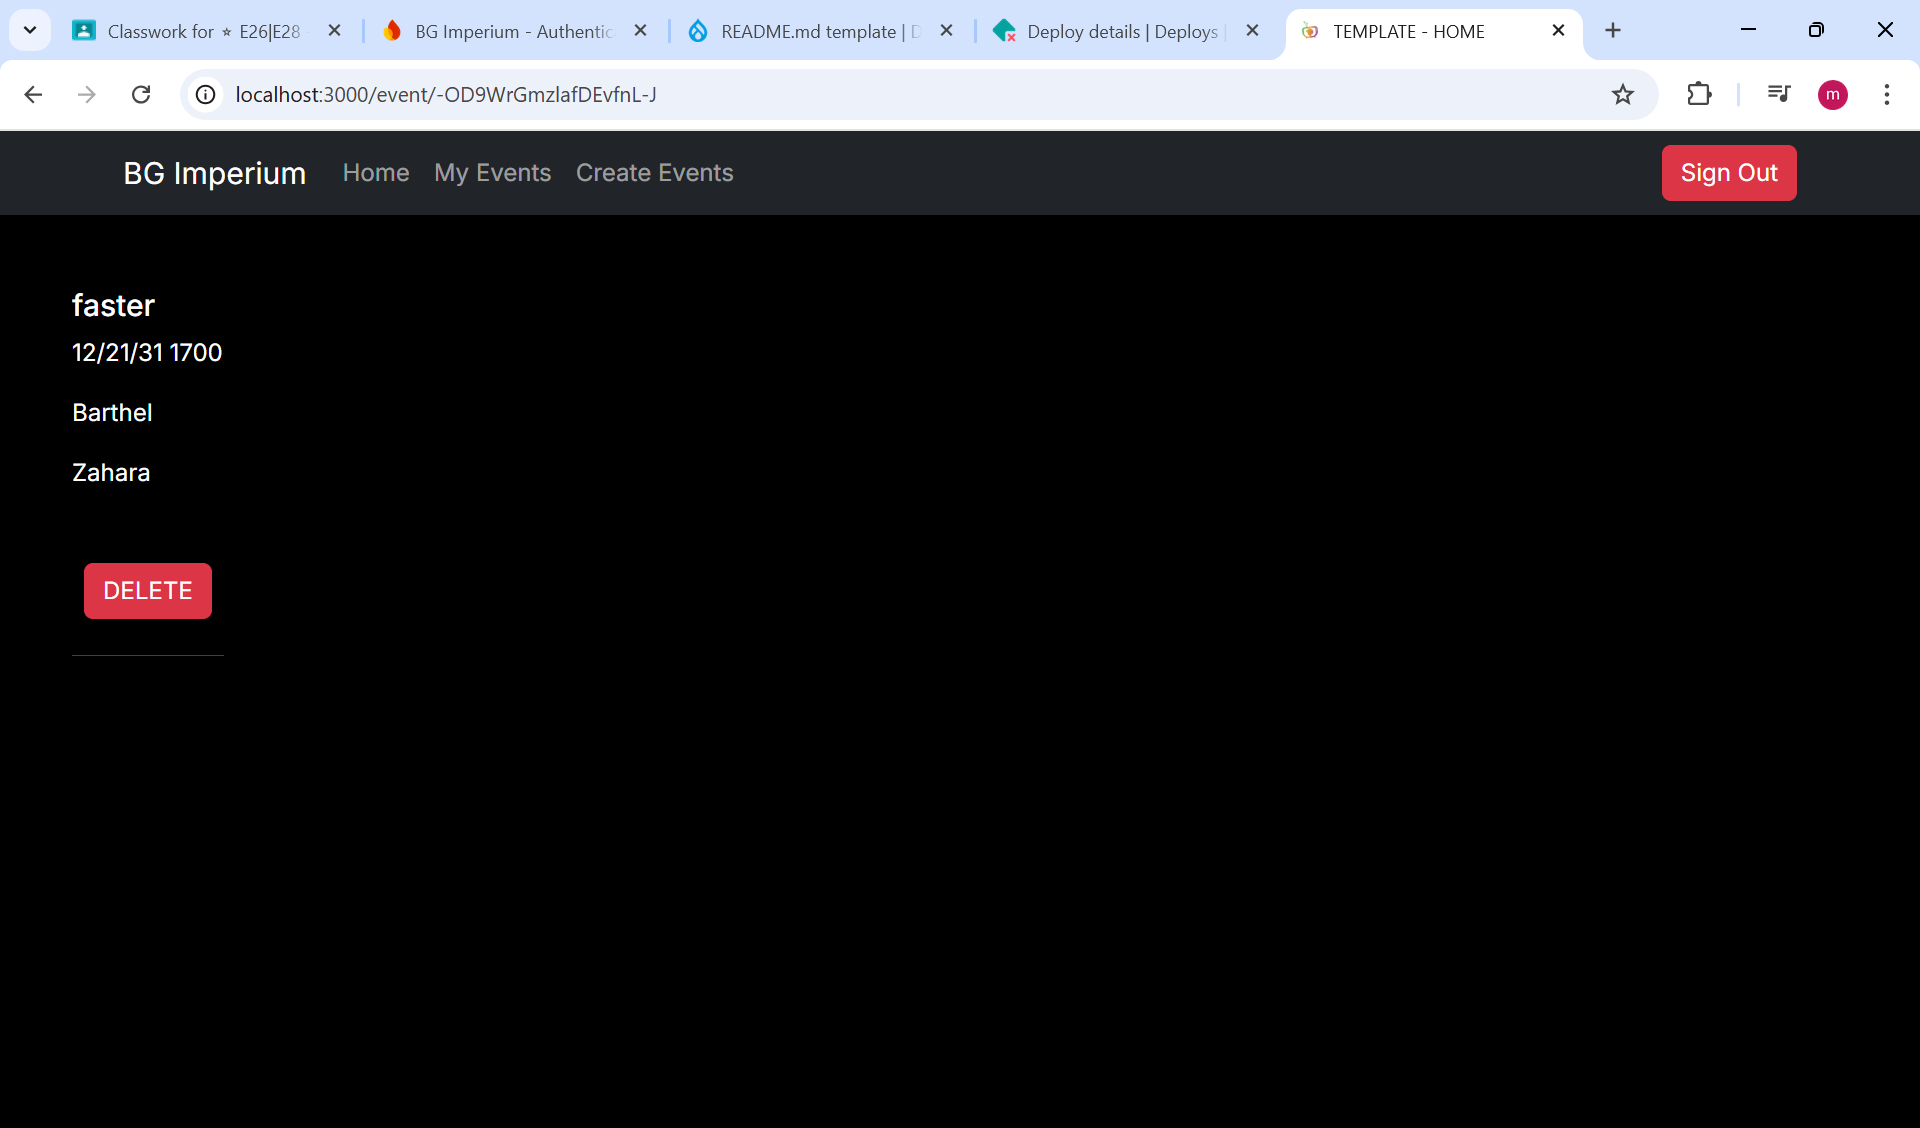 Classwork for ⭑ E26|E28
BG Imperium - Authentic
README.md template |
Deploy details | Deploys |
TEMPLATE - HOME
localhost:3000/event/-OD9WrGmzlafDEvfnL-J
m
BG Imperium Home My Events Create Events Sign Out
faster
12/21/31 1700
Barthel
Zahara
DELETE